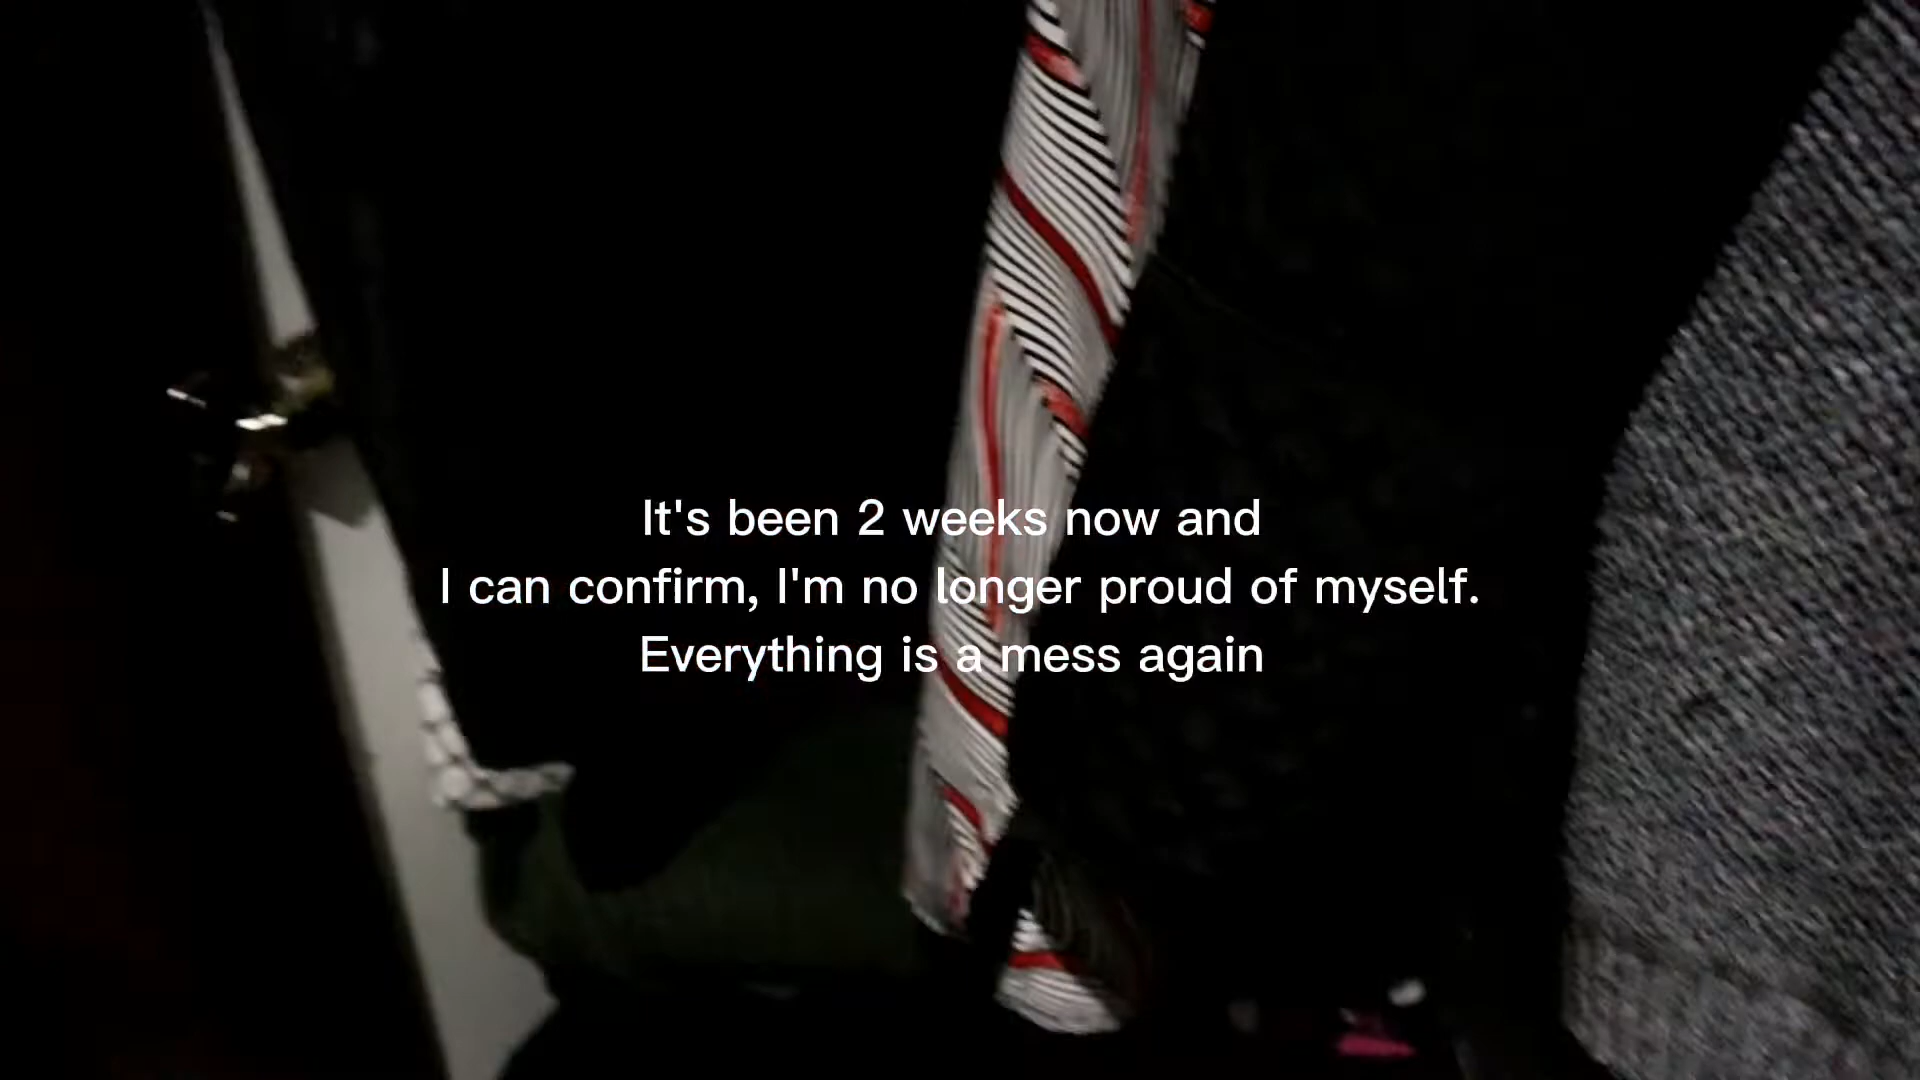 It's been 2 weeks now and
I can confirm, I'm no longer proud of myself.
Everything is a mess again